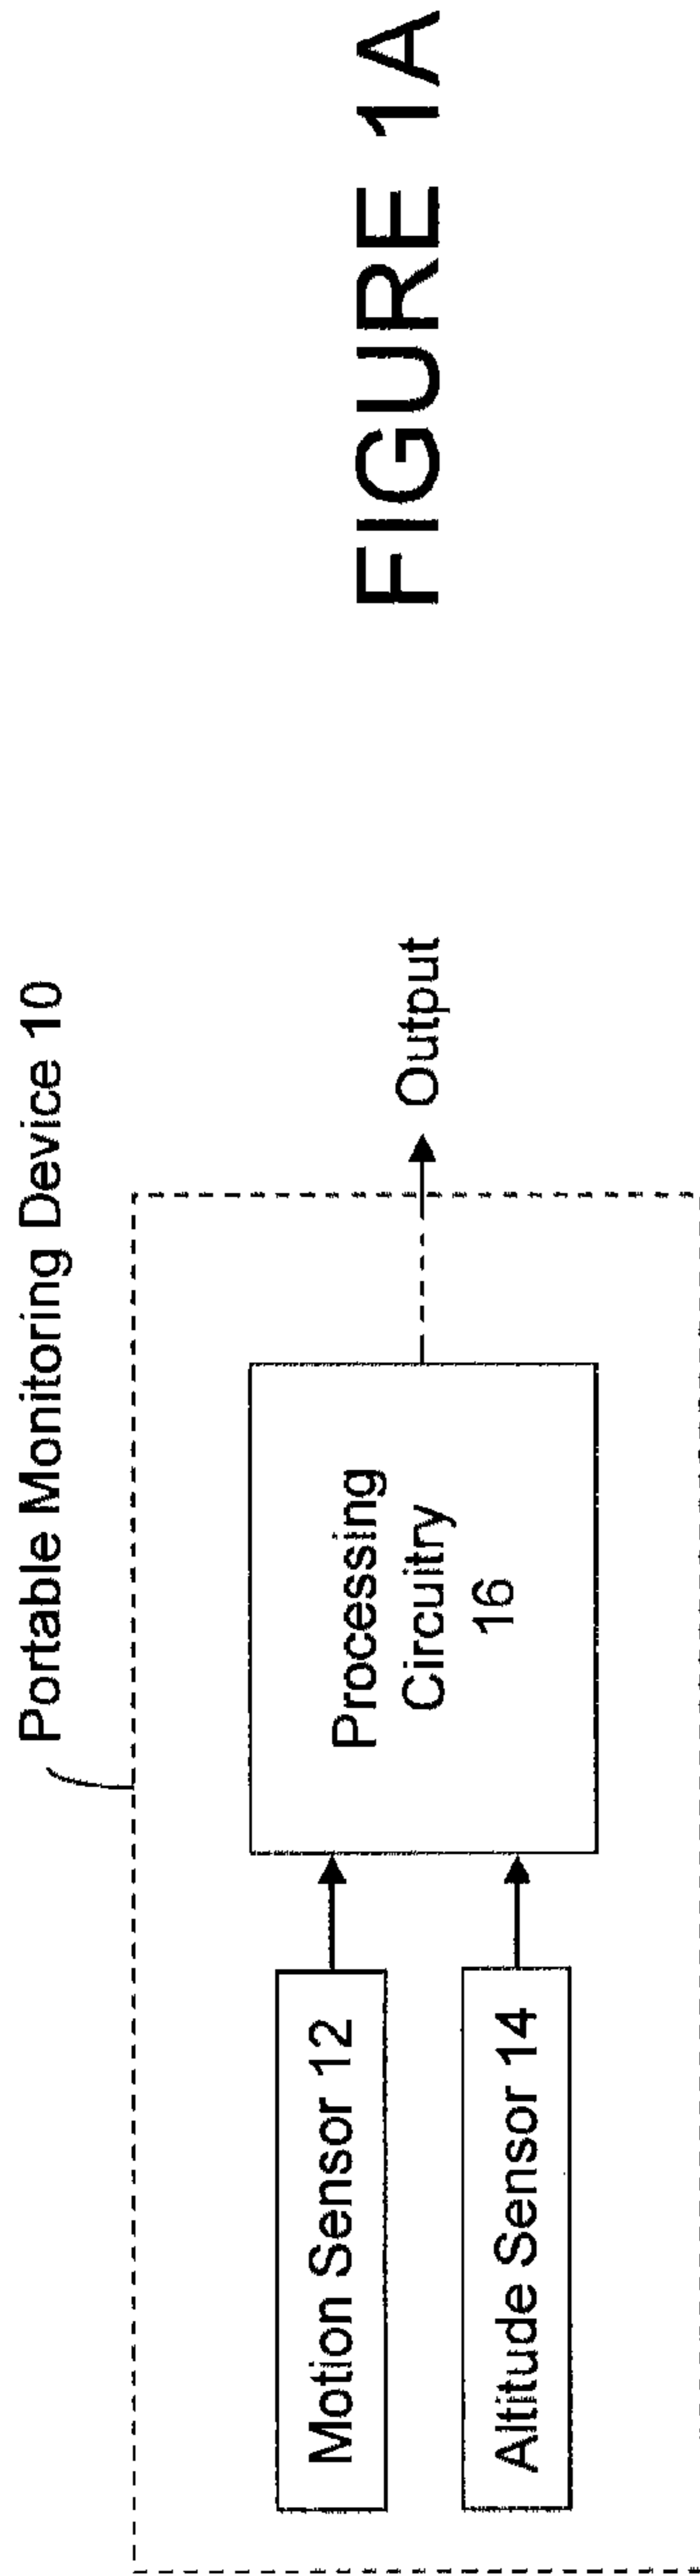 Portable Monitoring Device 10
Motion Sensor 12
Altitude Sensor 14
Processing
Circuitry
16
Output
FIGURE 1A